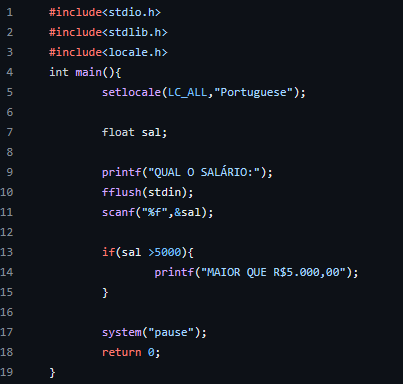 1 #include<stdio.h>
2 #include<stdlib.h>
3 #include<locale.h>
4 int main(){
5 setlocale(LC_ALL,"Portuguese");
6
7 float sal;
8
9 printf("QUAL O SALÁRIO:");
10 fflush(stdin);
11 scanf("%f",&sal);
12
13 if(sal >5000){
14 printf("MAIOR QUE R$5.000,00");
15 }
16
17 system("pause");
18 return 0;
19 }